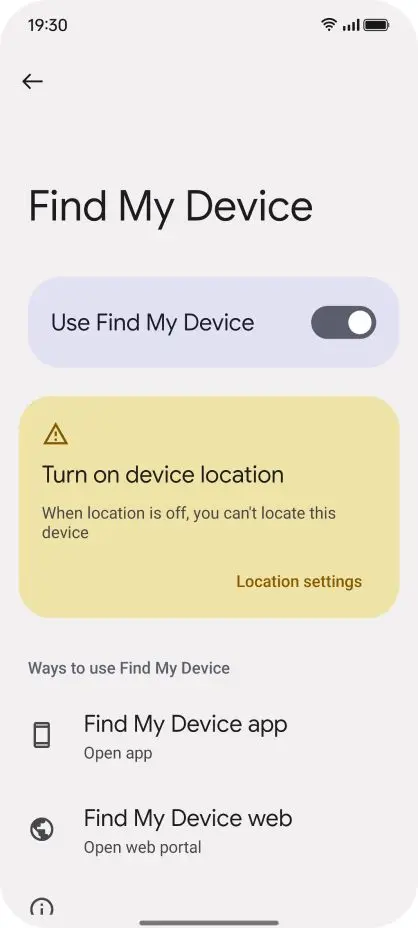 19:30
Find My Device
Use Find My Device
Turn on device location
When location is off, you can't locate this
device
Location settings
Ways to use Find My Device
Find My Device app
Open app
Find My Device web
Open web portal